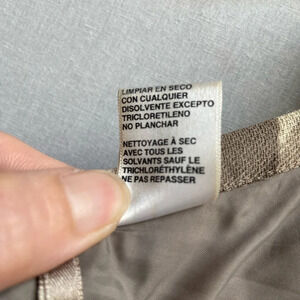 LIMPIAR EN SECO
CON CUALQUIER
DISOLVENTE EXCEPTO
TRICLORETILENO
NO PLANCHAR
NETTOYAGE À SEC
AVEC TOUS LES
SOLVANTS SAUF LE
TRICHLORÉTHYLÈNE
NE PAS REPASSER